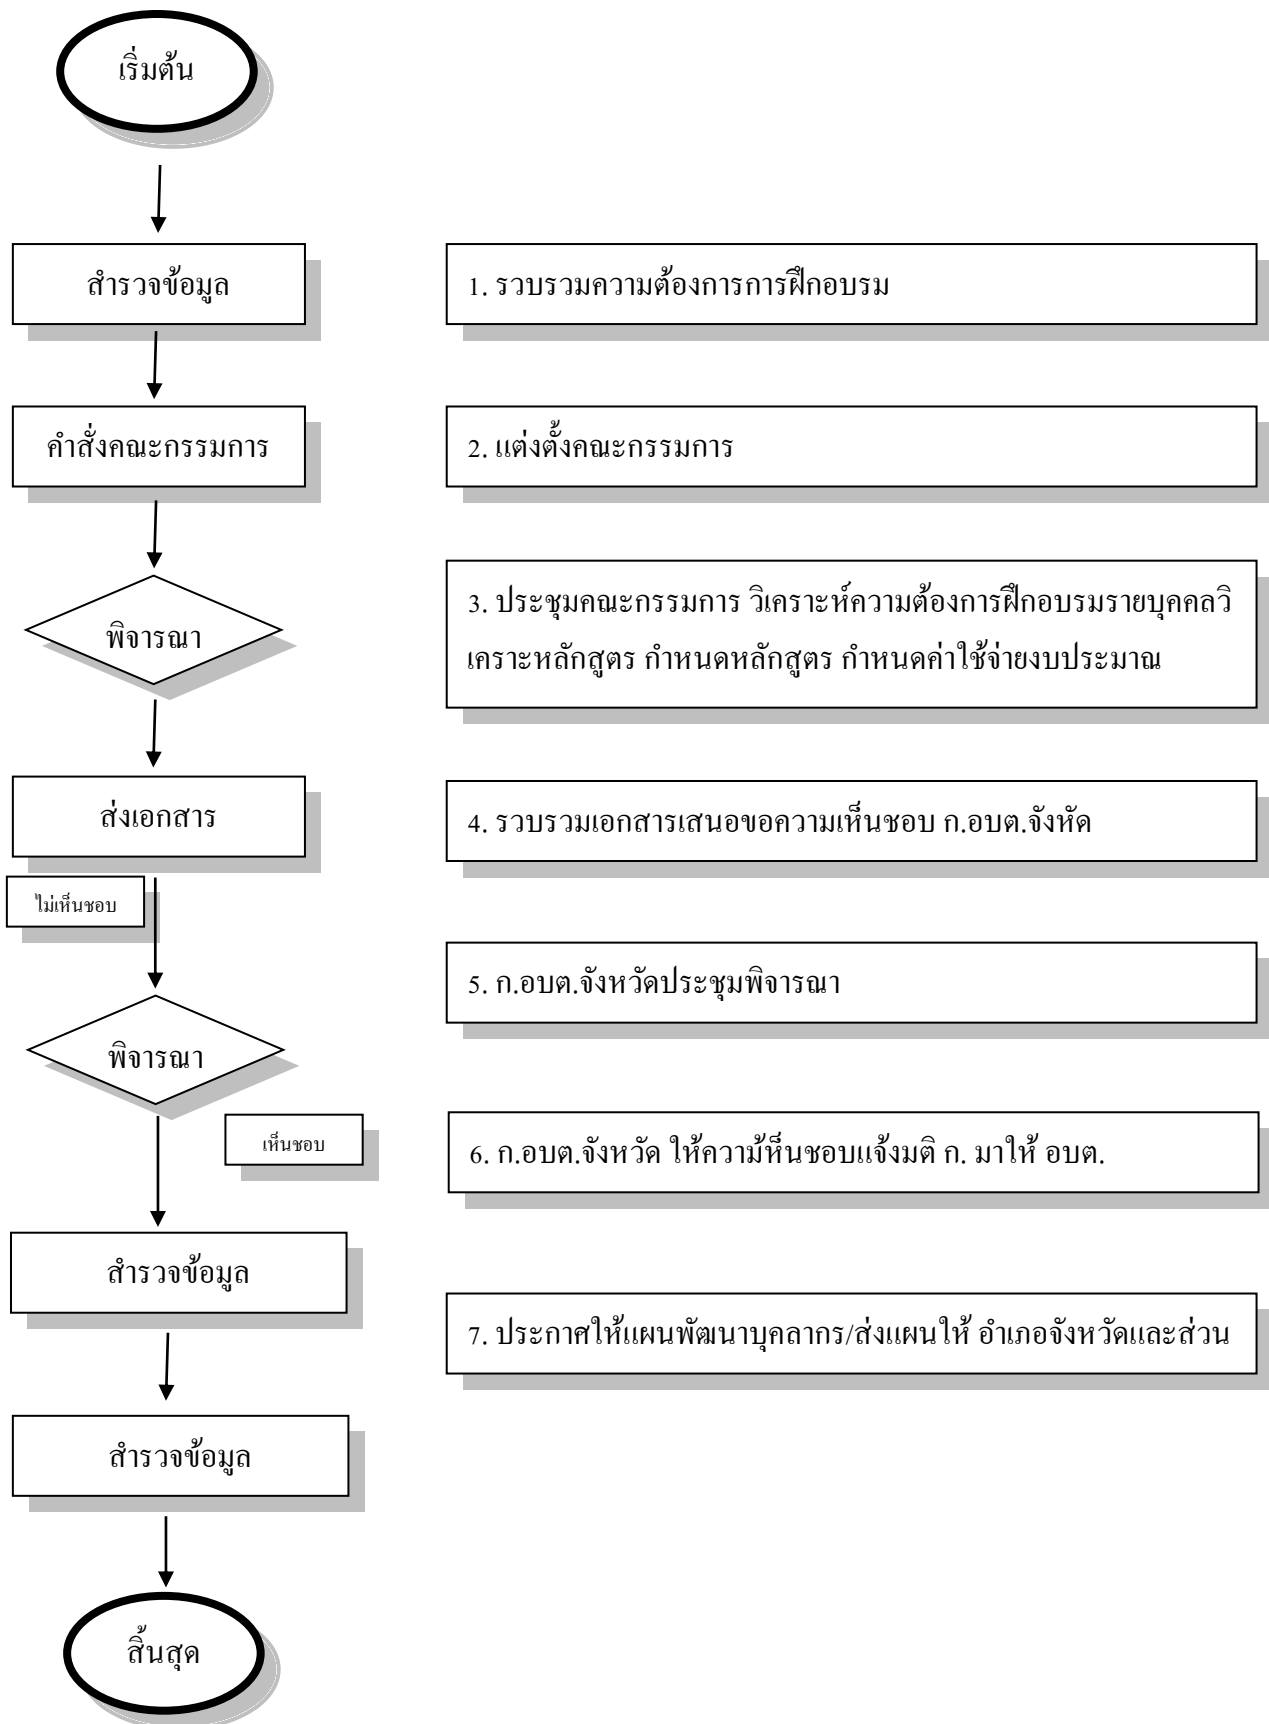 เริ่มต้น
สำรวจข้อมูล
1. รวบรวมความต้องการการฝึกอบรม
คำสั่งคณะกรรมการ
2. แต่งตั้งคณะกรรมการ
พิจารณา
3. ประชุมคณะกรรมการ วิเคราะห์ความต้องการฝึกอบรมรายบุคคลวิ
เคราะหลักสูตร กำหนดหลักสูตร กำหนดค่าใช้จ่ายงบประมาณ
ส่งเอกสาร
4. รวบรวมเอกสารเสนอขอความเห็นชอบ ก.อบต.จังหัด
ไม่เห็นชอบ
5. ก.อบต.จังหวัดประชุมพิจารณา
พิจารณา
เห็นชอบ
6. ก.อบต.จังหวัด ให้ความ้ห็นชอบแจ้งมติ ก. มาให้ อบต.
สำรวจข้อมูล
7. ประกาศให้แผนพัฒนาบุคลากร/ส่งแผนให้ อำเภอจังหวัดและส่วน
สำรวจข้อมูล
สิ้นสุด